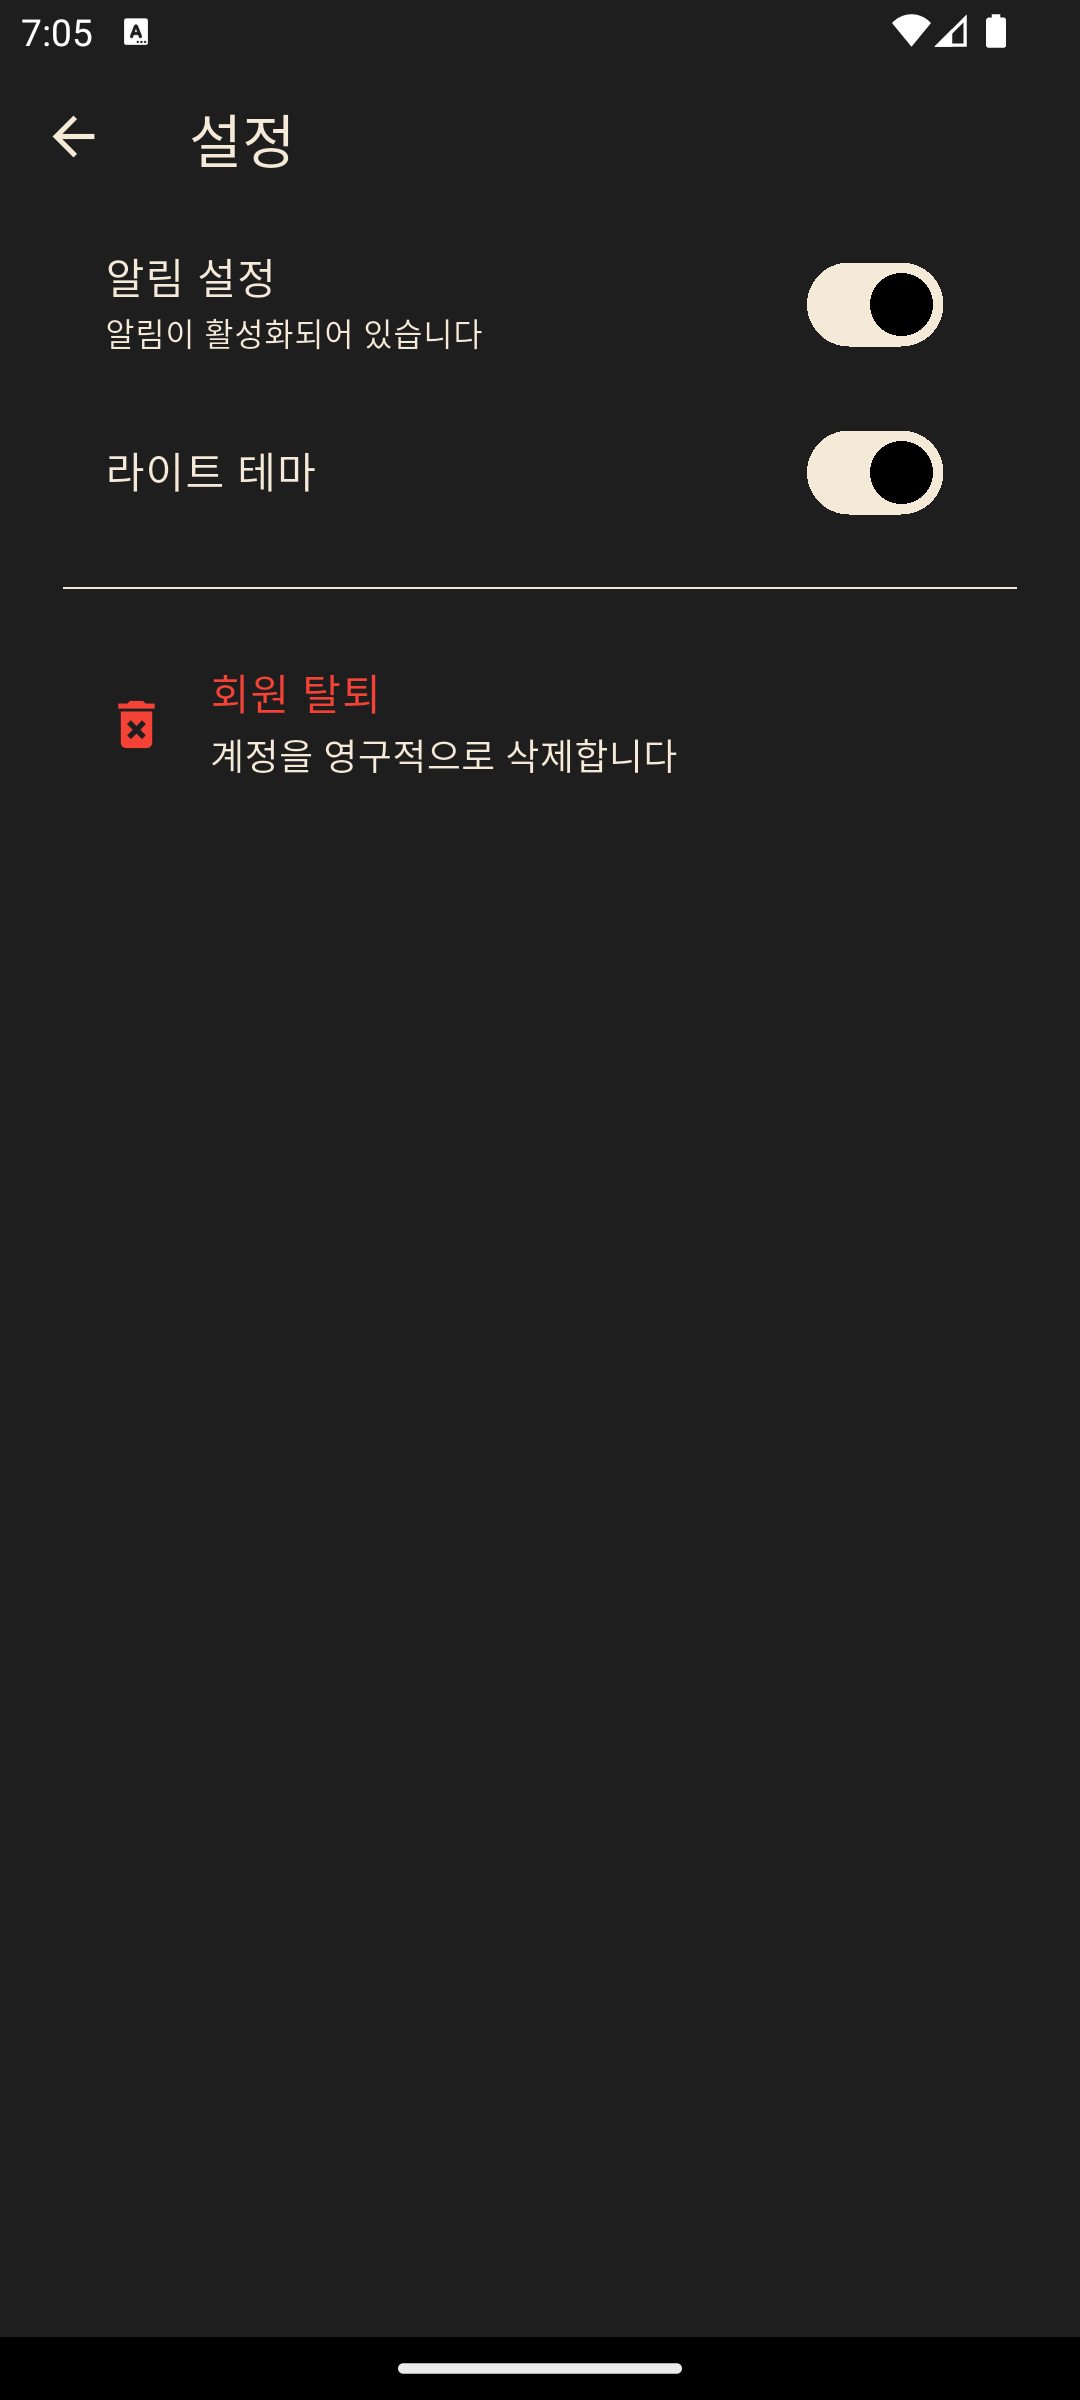 7:05
설정
알림 설정
알림이 활성화되어 있습니다
라이트 테마
회원 탈퇴
계정을 영구적으로 삭제합니다